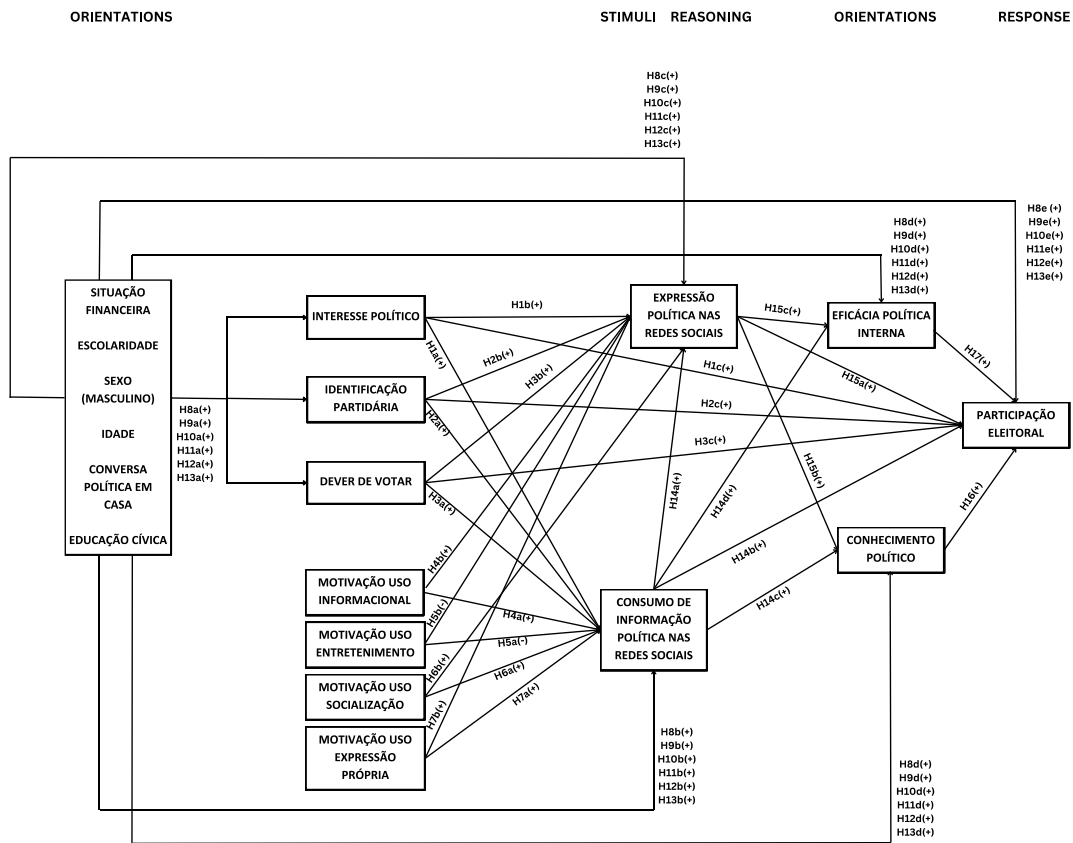 ORIENTATIONS
STIMULI
REASONING
ORIENTATIONS
RESPONSE
H8c(+)
H9c(+)
H10c(+)
H11c(+)
H12c(+)
H13c(+)
H8e (+)
H9e(+)
H10e(+)
H11e(+)
H12e(+)
H13e(+)
H8d(+)
H9d(+)
H10d(+)
H11d(+)
H12d(+)
H13d(+)
SITUAÇÃO
FINANCEIRA
ESCOLARIDADE
SEXO
(MASCULINO)
IDADE
CONVERSA
POLÍTICA EM
CASA
EDUCAÇÃO CÍVICA
H8a(+)
H9a(+)
H10a(+)
H11a(+)
H12a(+)
H13a(+)
INTERESSE POLÍTICO
IDENTIFICAÇÃO
PARTIDÁRIA
DEVER DE VOTAR
MOTIVAÇÃO USO
INFORMACIONAL
MOTIVAÇÃO USO
ENTRETENIMENTO
MOTIVAÇÃO USO
SOCIALIZAÇÃO
MOTIVAÇÃO USO
EXPRESSÃO
PRÓPRIA
H1b(+)
H1a(+)
H2b(+)
H3b(+)
H2a(+)
H3a(+)
H4b(+)
H5b(-)
H4a(+)
H5a(-)
H6b(+)
H6a(+)
H7b(+)
H7a(+)
EXPRESSÃO
POLÍTICA NAS
REDES SOCIAIS
CONSUMO DE
INFORMAÇÃO
POLÍTICA NAS
REDES SOCIAIS
H15c(+)
H1c(+)
H15a(+)
H2c(+)
H3c(+)
H15b(+)
H14a(+)
H14d(+)
H14b(+)
H14c(+)
EFICÁCIA POLÍTICA
INTERNA
H17(+)
PARTICIPAÇÃO
ELEITORAL
H16(+)
CONHECIMENTO
POLÍTICO
H8b(+)
H9b(+)
H10b(+)
H11b(+)
H12b(+)
H13b(+)
H8d(+)
H9d(+)
H10d(+)
H11d(+)
H12d(+)
H13d(+)